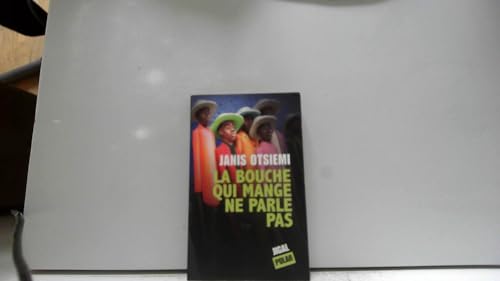 JANIS OTSIEMI
LA BOUCHE
QUI MANGE
NE PARLE
PAS
JIGAL
POLAR